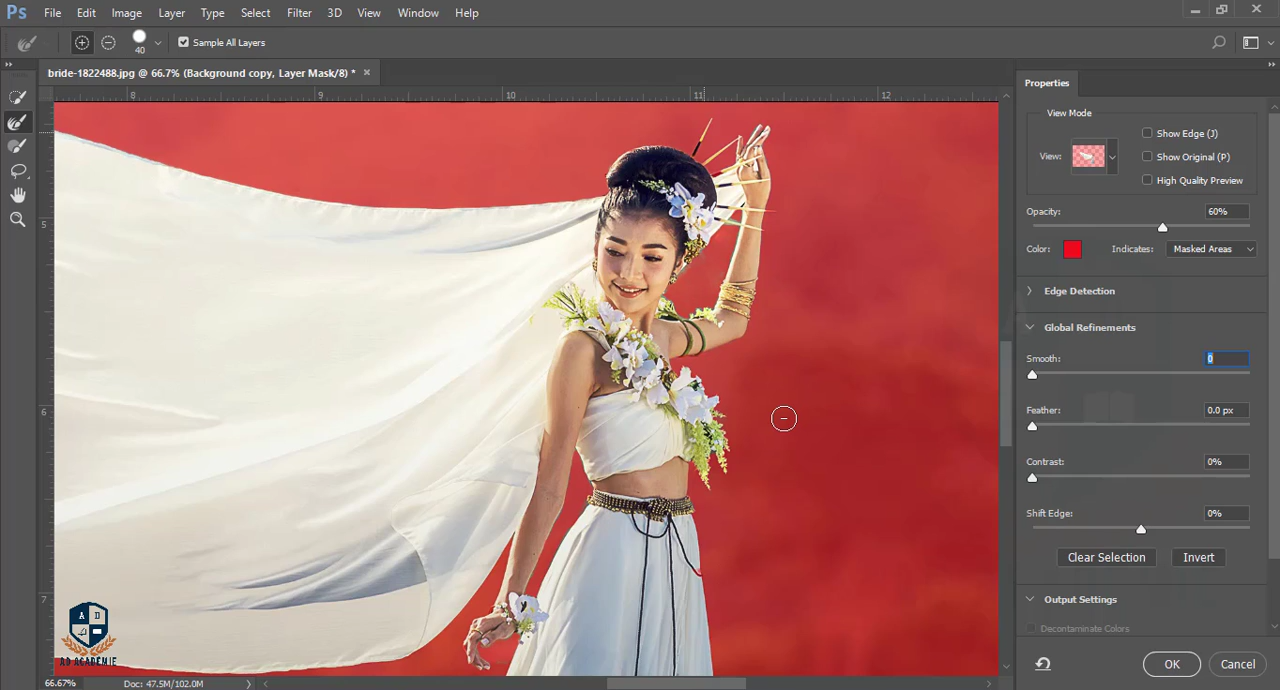 Ps File Edit Image Layer Type Select Filter 3D View Window Help
40 Sample All Layers
bride-1822488.jpg @ 66.7% (Background copy, Layer Mask/8) *
Properties
8 9 10 11 12
View Mode
Show Edge (J)
View:
Show Original (P)
High Quality Preview
5
Opacity: 60%
Color: Indicates: Masked Areas
Edge Detection
Global Refinements
Smooth: 0
6
Feather: 0.0 px
Contrast: 0%
Shift Edge: 0%
Clear Selection Invert
7
Output Settings
A D
Decontaminate Colors
AD ACADEMIE
OK Cancel
66.67% Doc: 47.5M/102.0M